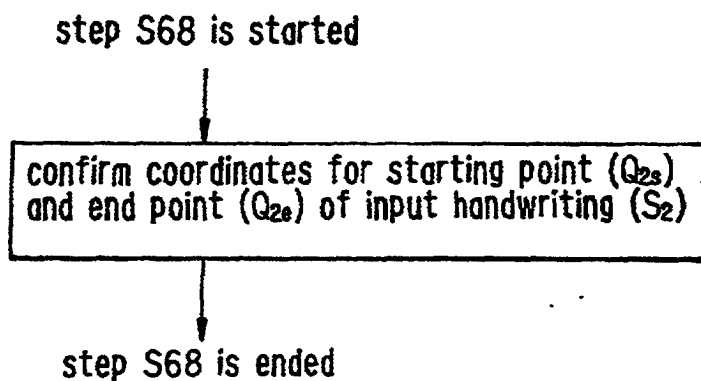 step S68 is started
confirm coordinates for starting point (Q2s)
and end point (Q2e) of input handwriting (S2)
step S68 is ended